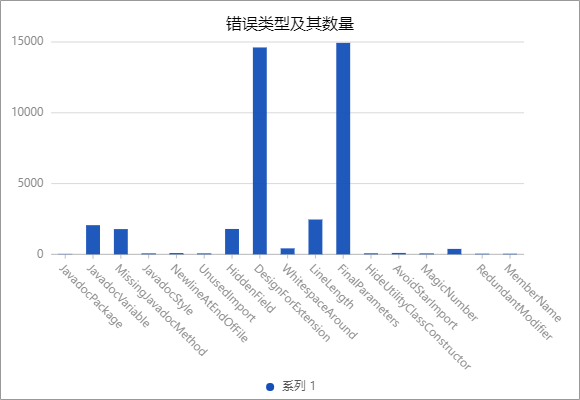 错误类型及其数量
15000
10000
5000
0
JavadocPackage
JavadocVariable
MissingJavadocMethod
JavadocStyle
NewlineAtEndOfFile
UnusedImport
HiddenField
DesignForExtension
WhitespaceAround
LineLength
FinalParameters
HideUtilityClassConstructor
AvoidStarImport
MagicNumber
RedundantModifier
MemberName
系列 1